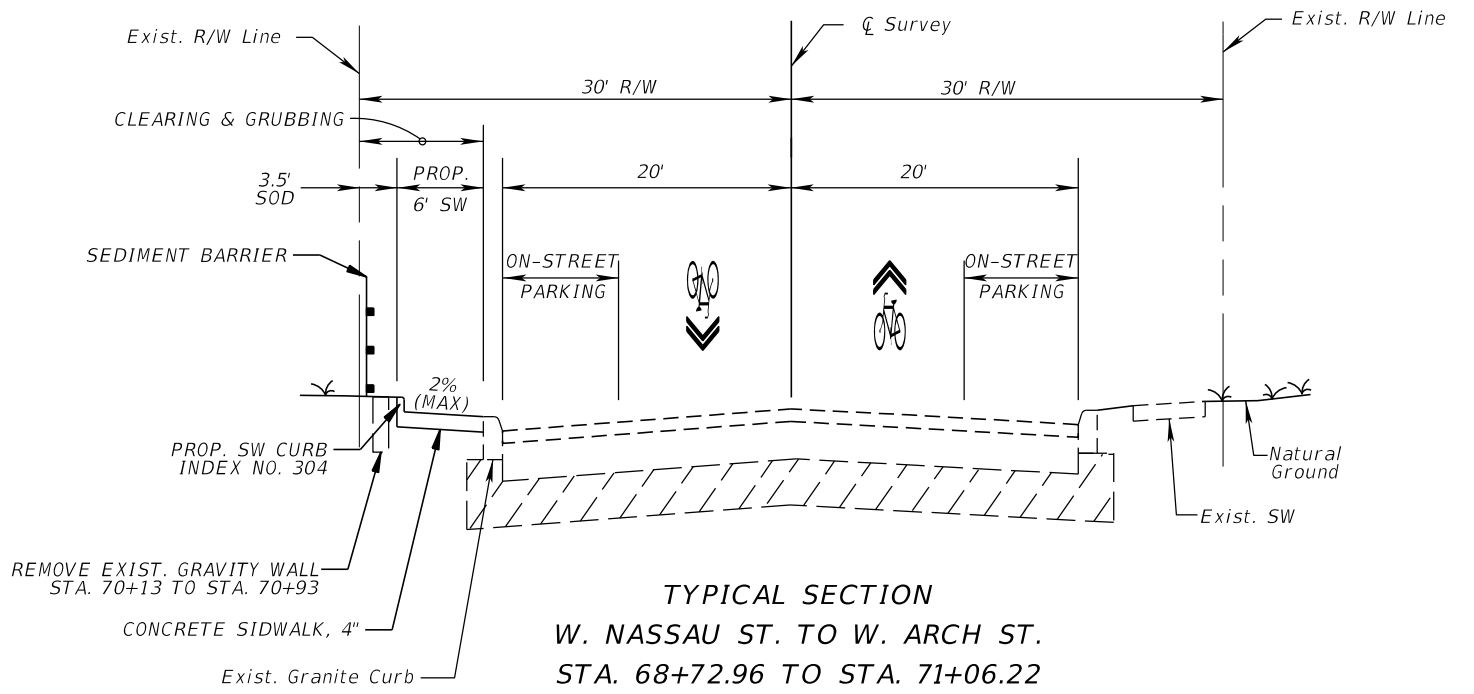 Exist. R/W Line
℄ Survey
Exist. R/W Line
30' R/W
30' R/W
CLEARING & GRUBBING
3.5'
SOD
PROP.
6' SW
20'
20'
SEDIMENT BARRIER
ON-STREET
PARKING
ON-STREET
PARKING
2%
(MAX)
PROP. SW CURB
INDEX NO. 304
Natural
Ground
Exist. SW
REMOVE EXIST. GRAVITY WALL
STA. 70+13 TO STA. 70+93
CONCRETE SIDWALK, 4"
Exist. Granite Curb
TYPICAL SECTION
W. NASSAU ST. TO W. ARCH ST.
STA. 68+72.96 TO STA. 71+06.22